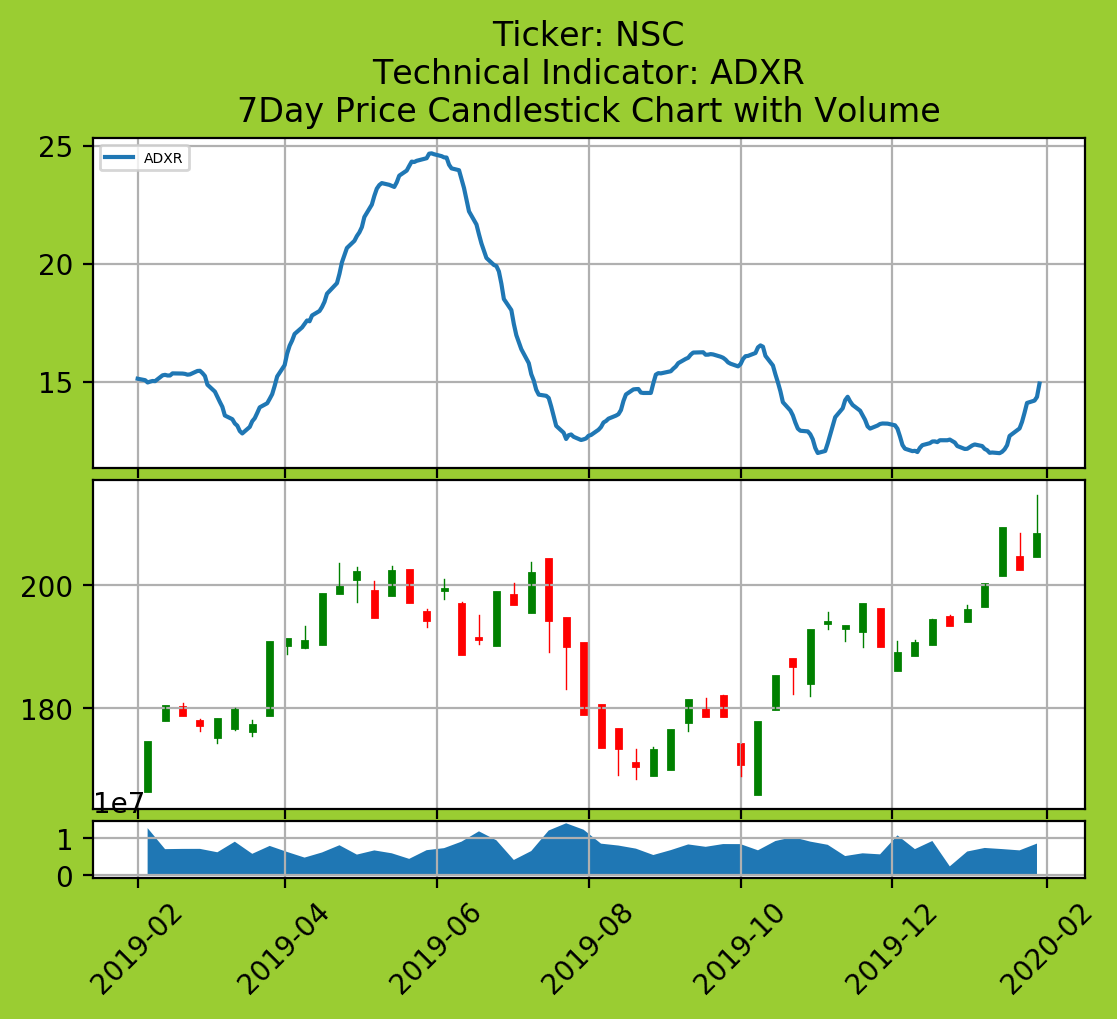 Ticker: NSC
Technical Indicator: ADXR
7Day Price Candlestick Chart with Volume
25
ADXR
20
15
200
180
1e7
1
0
2019-02
2019-04
2019-06
2019-08
2019-10
2019-12
2020-02